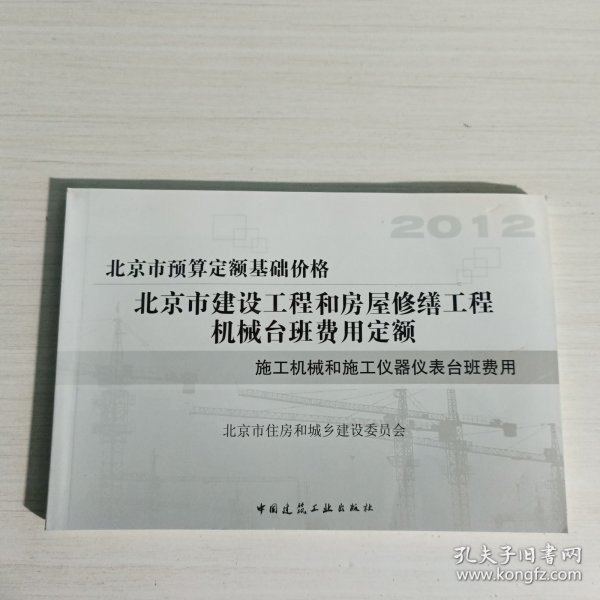 2012
北京市预算定额基础价格
北京市建设工程和房屋修缮工程
机械台班费用定额
施工机械和施工仪器仪表台班费用
北京市住房和城乡建设委员会
中国建筑工业出版社
孔夫子旧书网
www.kongfz.com